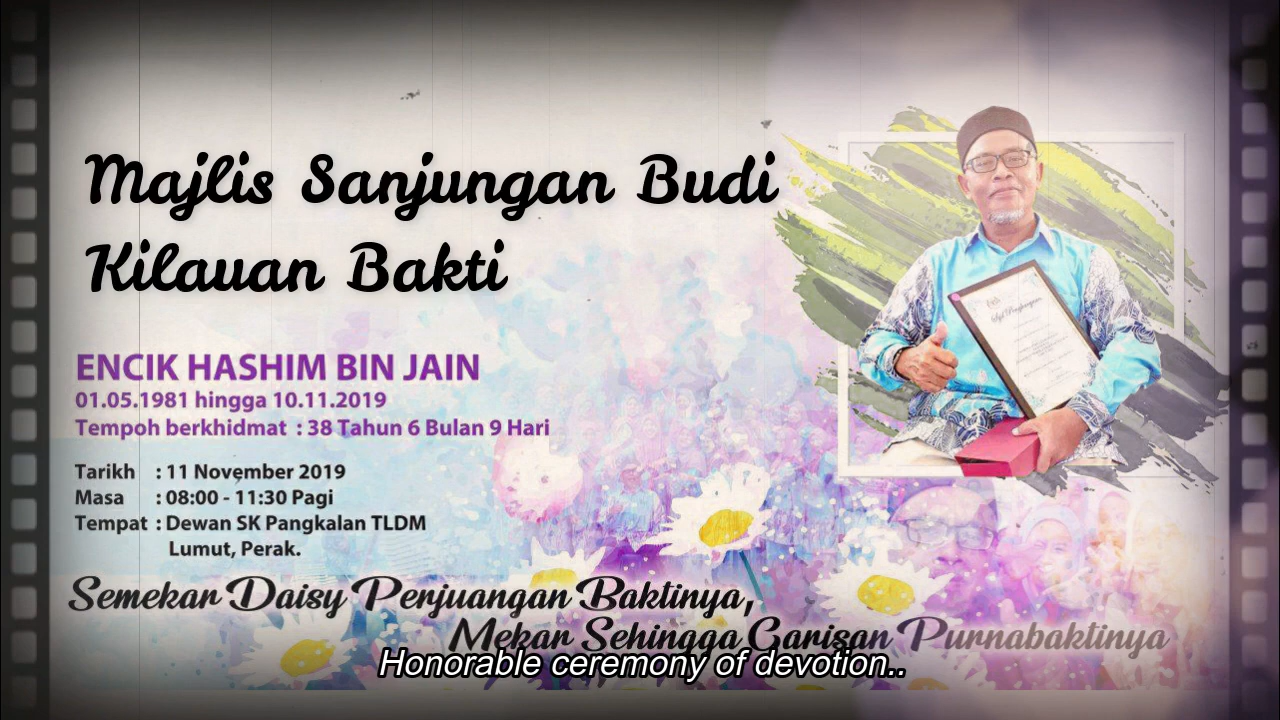 Majlis Sanjungan Budi
Kilauan Bakti
ENCIK HASHIM BIN JAIN
01.05.1981 hingga 10.11.2019
Tempoh berkhidmat : 38 Tahun 6 Bulan 9 Hari
Tarikh : 11 November 2019
Masa : 08:00 - 11:30 Pagi
Tempat : Dewan SK Pangkalan TLDM
Lumut, Perak.
Semekar Daisy Perjuangan Baktinya,
Mekar Sehingga Garisan Purnabaktinya
Honorable ceremony of devotion..